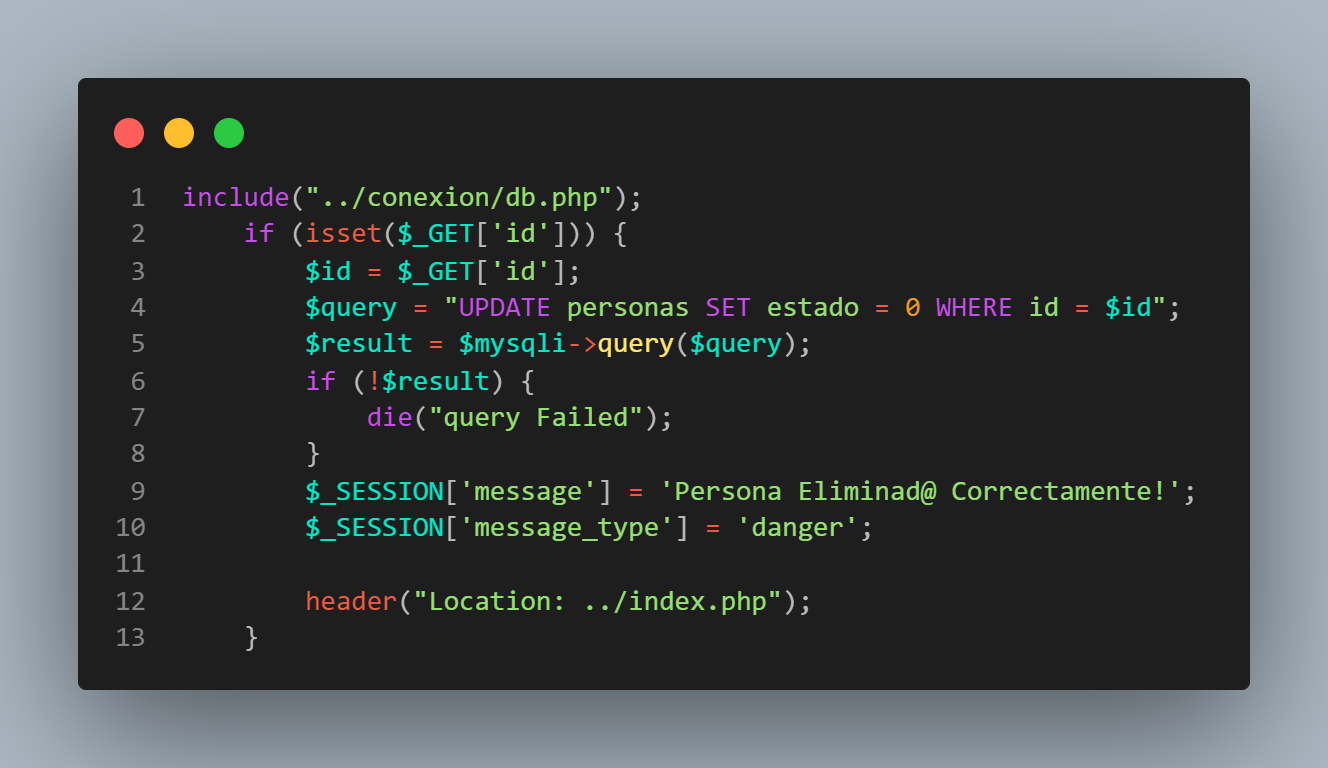 1 include("../conexion/db.php");
2     if (isset($_GET['id'])) {
3         $id = $_GET['id'];
4         $query = "UPDATE personas SET estado = 0 WHERE id = $id";
5         $result = $mysqli->query($query);
6         if (!$result) {
7             die("query Failed");
8         }
9         $_SESSION['message'] = 'Persona Eliminad@ Correctamente!';
10         $_SESSION['message_type'] = 'danger';
11
12         header("Location: ../index.php");
13     }